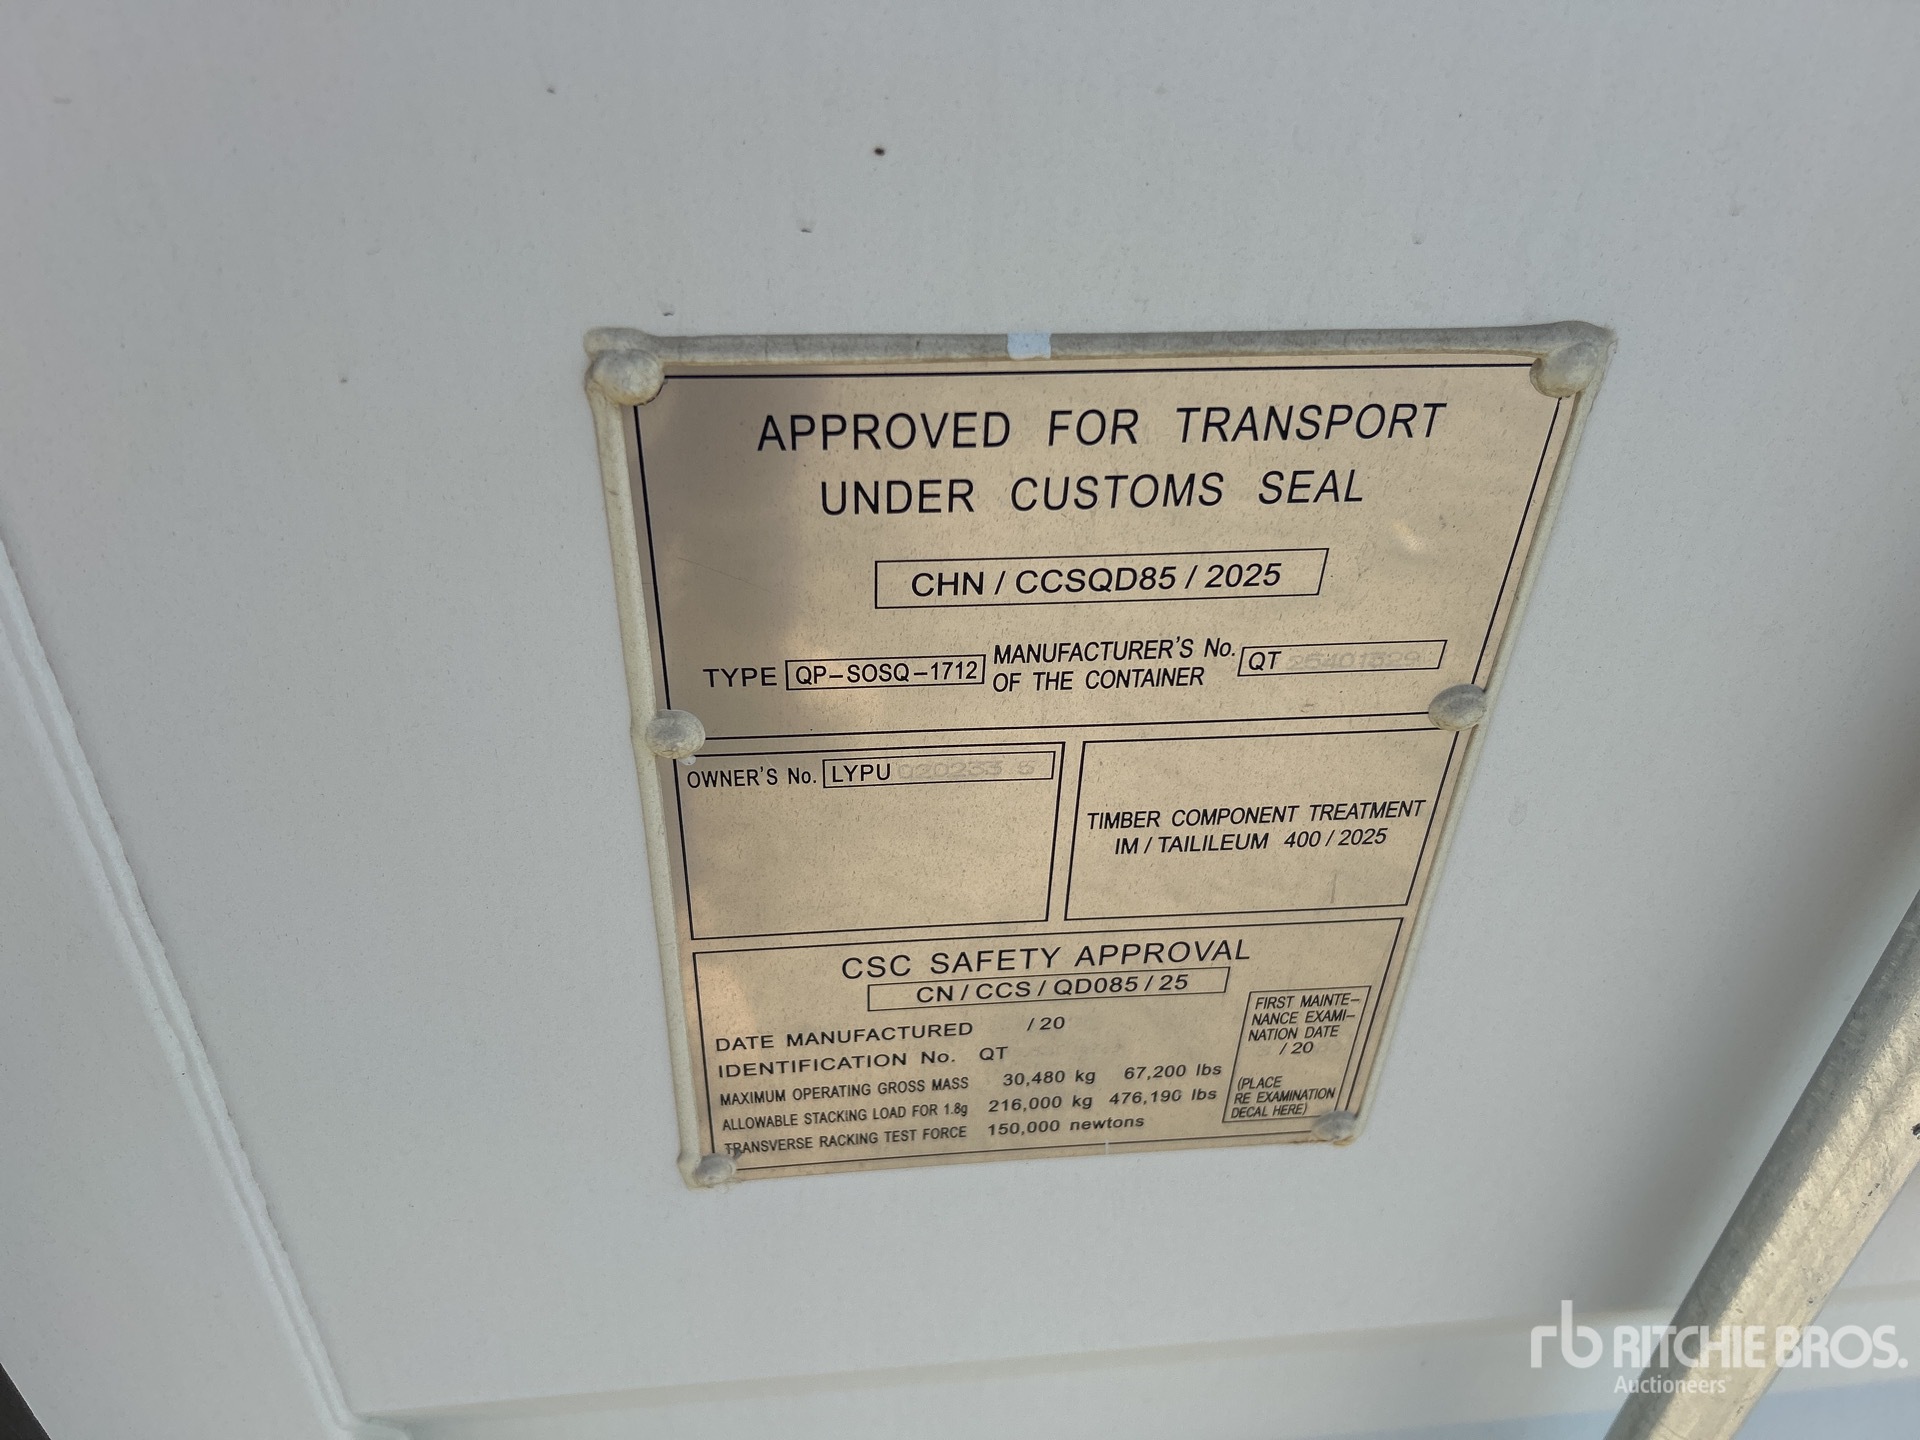 APPROVED FOR TRANSPORT
UNDER CUSTOMS SEAL
CHN / CCSQD85 / 2025
TYPE QP-SOSQ-1712 MANUFACTURER'S No. OF THE CONTAINER QT
OWNER'S No. LYPU 020233 5
TIMBER COMPONENT TREATMENT
IM / TAILILEUM 400 / 2025
CSC SAFETY APPROVAL
CN / CCS / QD085 / 25
DATE MANUFACTURED /20
IDENTIFICATION No. QT
MAXIMUM OPERATING GROSS MASS 30,480 kg 67,200 lbs
ALLOWABLE STACKING LOAD FOR 1.8g 216,000 kg 476,190 lbs
TRANSVERSE RACKING TEST FORCE 150,000 newtons
FIRST MAINTE-
NANCE EXAMI-
NATION DATE
/20
(PLACE
RE EXAMINATION
DECAL HERE)
rb RITCHIE BROS.
Auctioneers